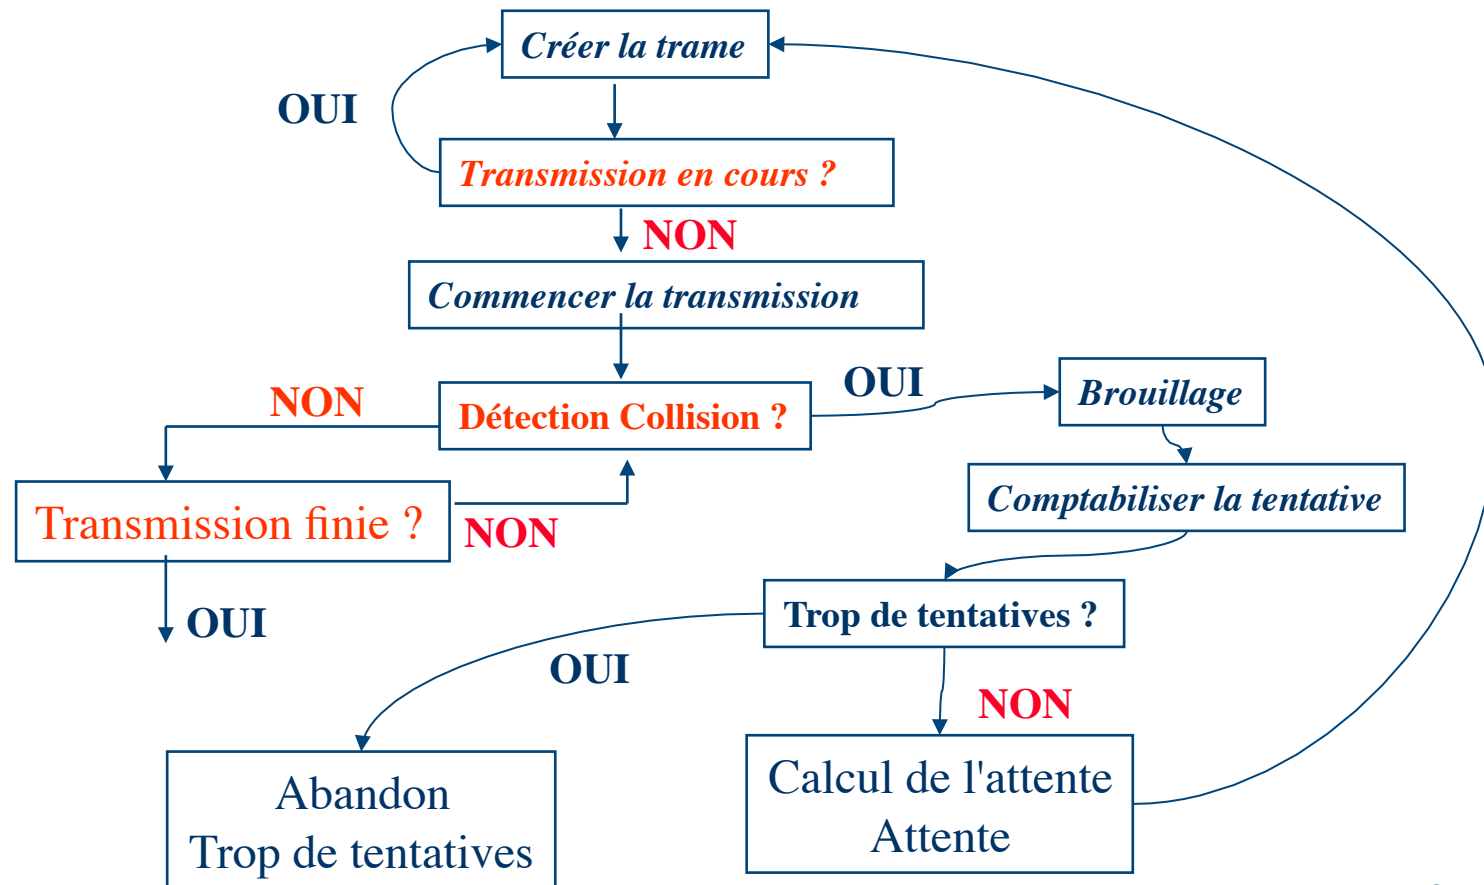 Créer la trame
OUI
Transmission en cours ?
NON
Commencer la transmission
OUI
Brouillage
NON
Détection Collision ?
Comptabiliser la tentative
Transmission finie ?
NON
Trop de tentatives ?
OUI
OUI
NON
Calcul de l'attente
Attente
Abandon
Trop de tentatives